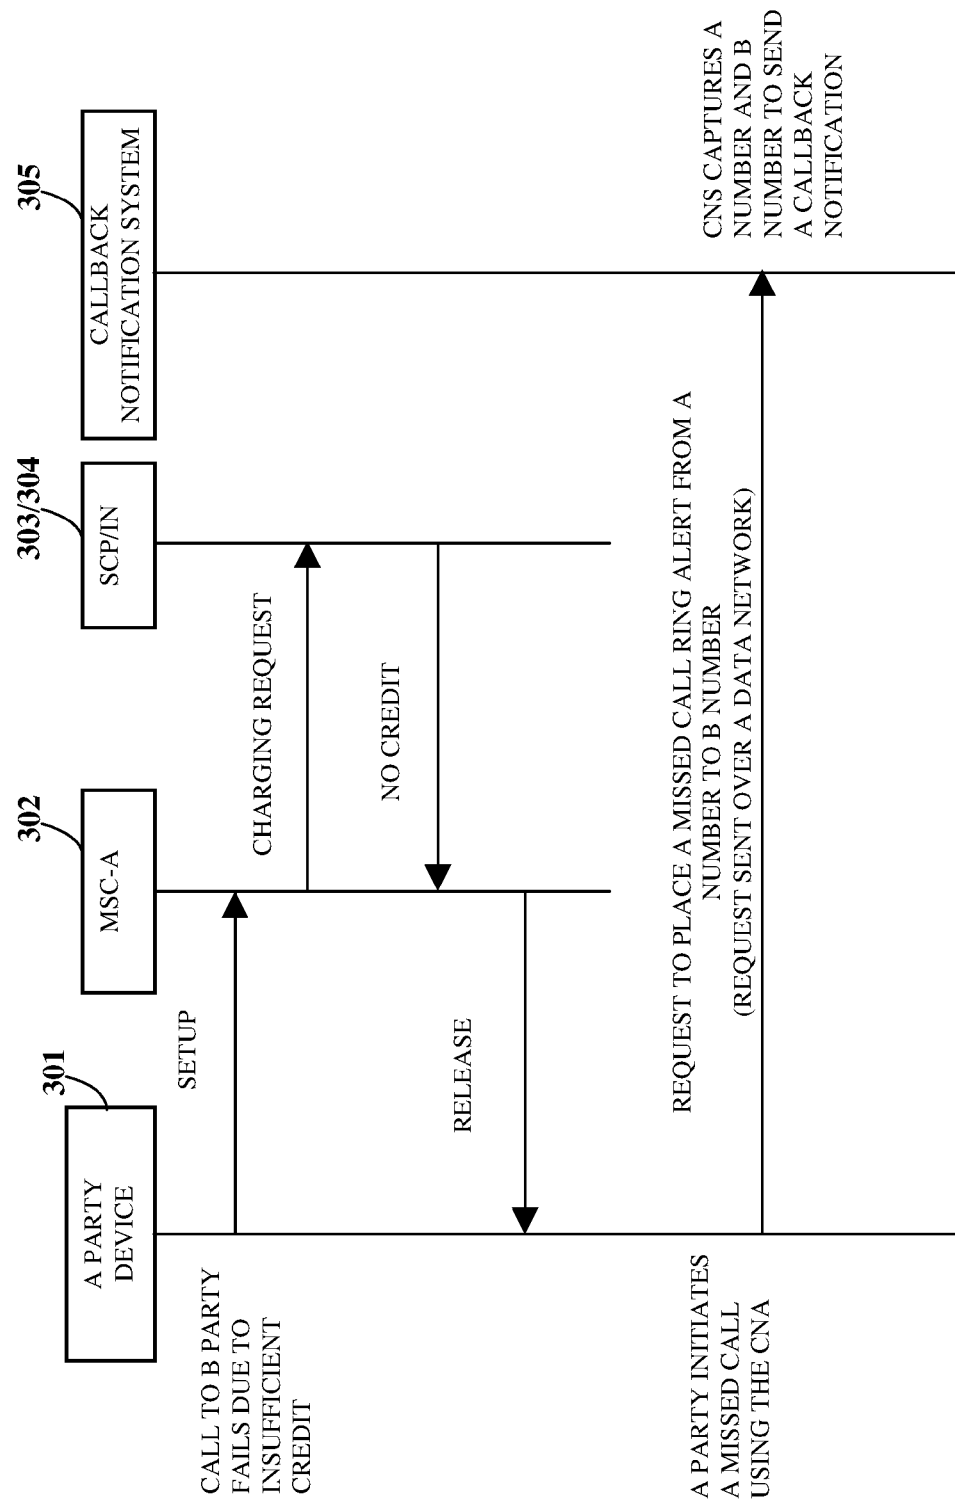 301
302
303/304
305
A PARTY
DEVICE
MSC-A
SCP/IN
CALLBACK
NOTIFICATION SYSTEM
CALL TO B PARTY
FAILS DUE TO
INSUFFICIENT
CREDIT
SETUP
CHARGING REQUEST
NO CREDIT
RELEASE
A PARTY INITIATES
A MISSED CALL
USING THE CNA
REQUEST TO PLACE A MISSED CALL RING ALERT FROM A
NUMBER TO B NUMBER
(REQUEST SENT OVER A DATA NETWORK)
CNS CAPTURES A
NUMBER AND B
NUMBER TO SEND
A CALLBACK
NOTIFICATION